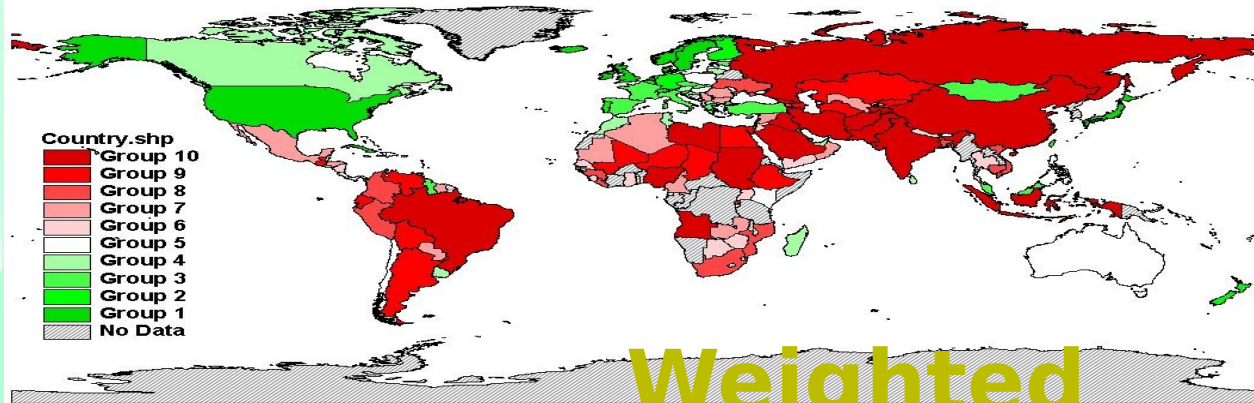 Country.shp
Group 10
Group 9
Group 8
Group 7
Group 6
Group 5
Group 4
Group 3
Group 2
Group 1
No Data
Weighted